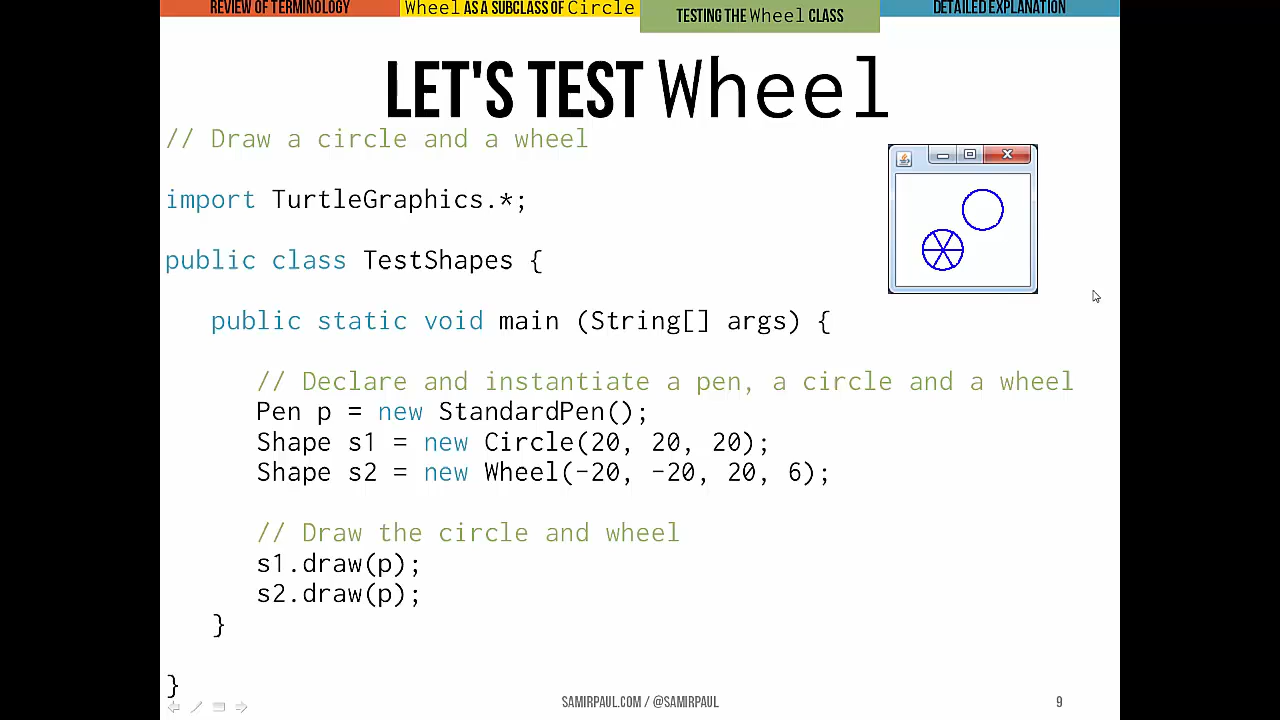 REVIEW OF TERMINOLOGY
Wheel AS A SUBCLASS OF Circle
TESTING THE Wheel CLASS
DETAILED EXPLANATION
LET'S TEST Wheel
// Draw a circle and a wheel
import TurtleGraphics.*;
public class TestShapes {
public static void main (String[] args) {
// Declare and instantiate a pen, a circle and a wheel
Pen p = new StandardPen();
Shape s1 = new Circle(20, 20, 20);
Shape s2 = new Wheel(-20, -20, 20, 6);
// Draw the circle and wheel
s1.draw(p);
s2.draw(p);
}
}
SAMIRPAUL.COM / @SAMIRPAUL
9